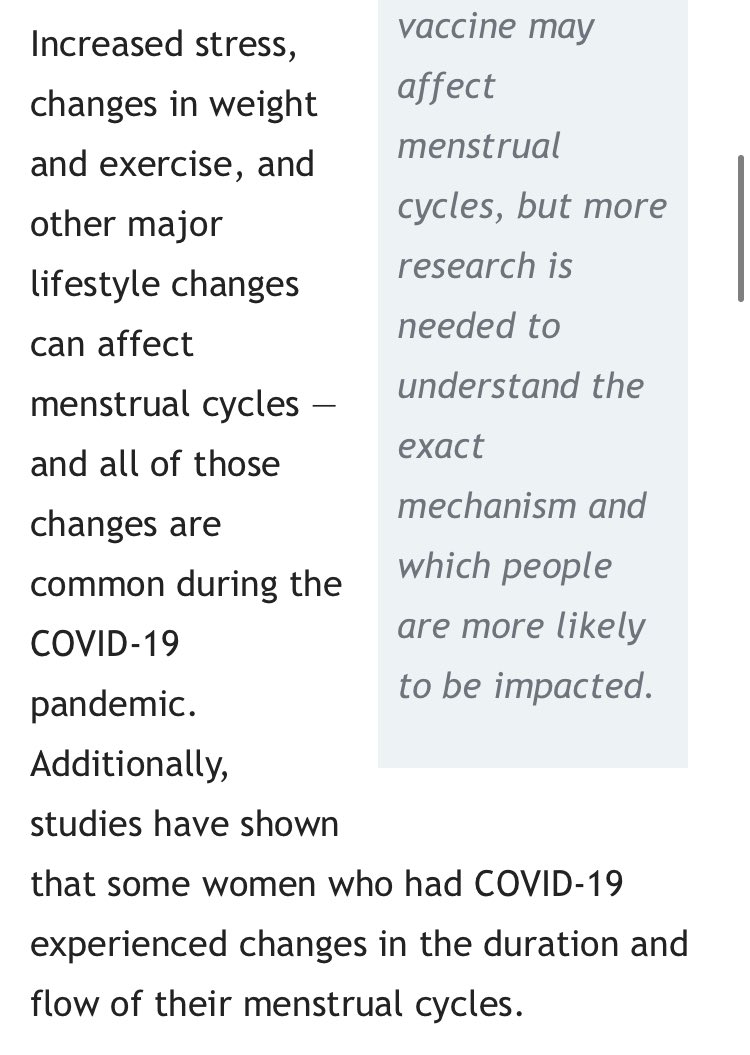 Increased stress,
changes in weight
and exercise, and
other major
lifestyle changes
can affect
menstrual cycles —
and all of those
changes are
common during the
COVID-19
pandemic.
Additionally,
studies have shown
that some women who had COVID-19
experienced changes in the duration and
flow of their menstrual cycles.
vaccine may
affect
menstrual
cycles, but more
research is
needed to
understand the
exact
mechanism and
which people
are more likely
to be impacted.